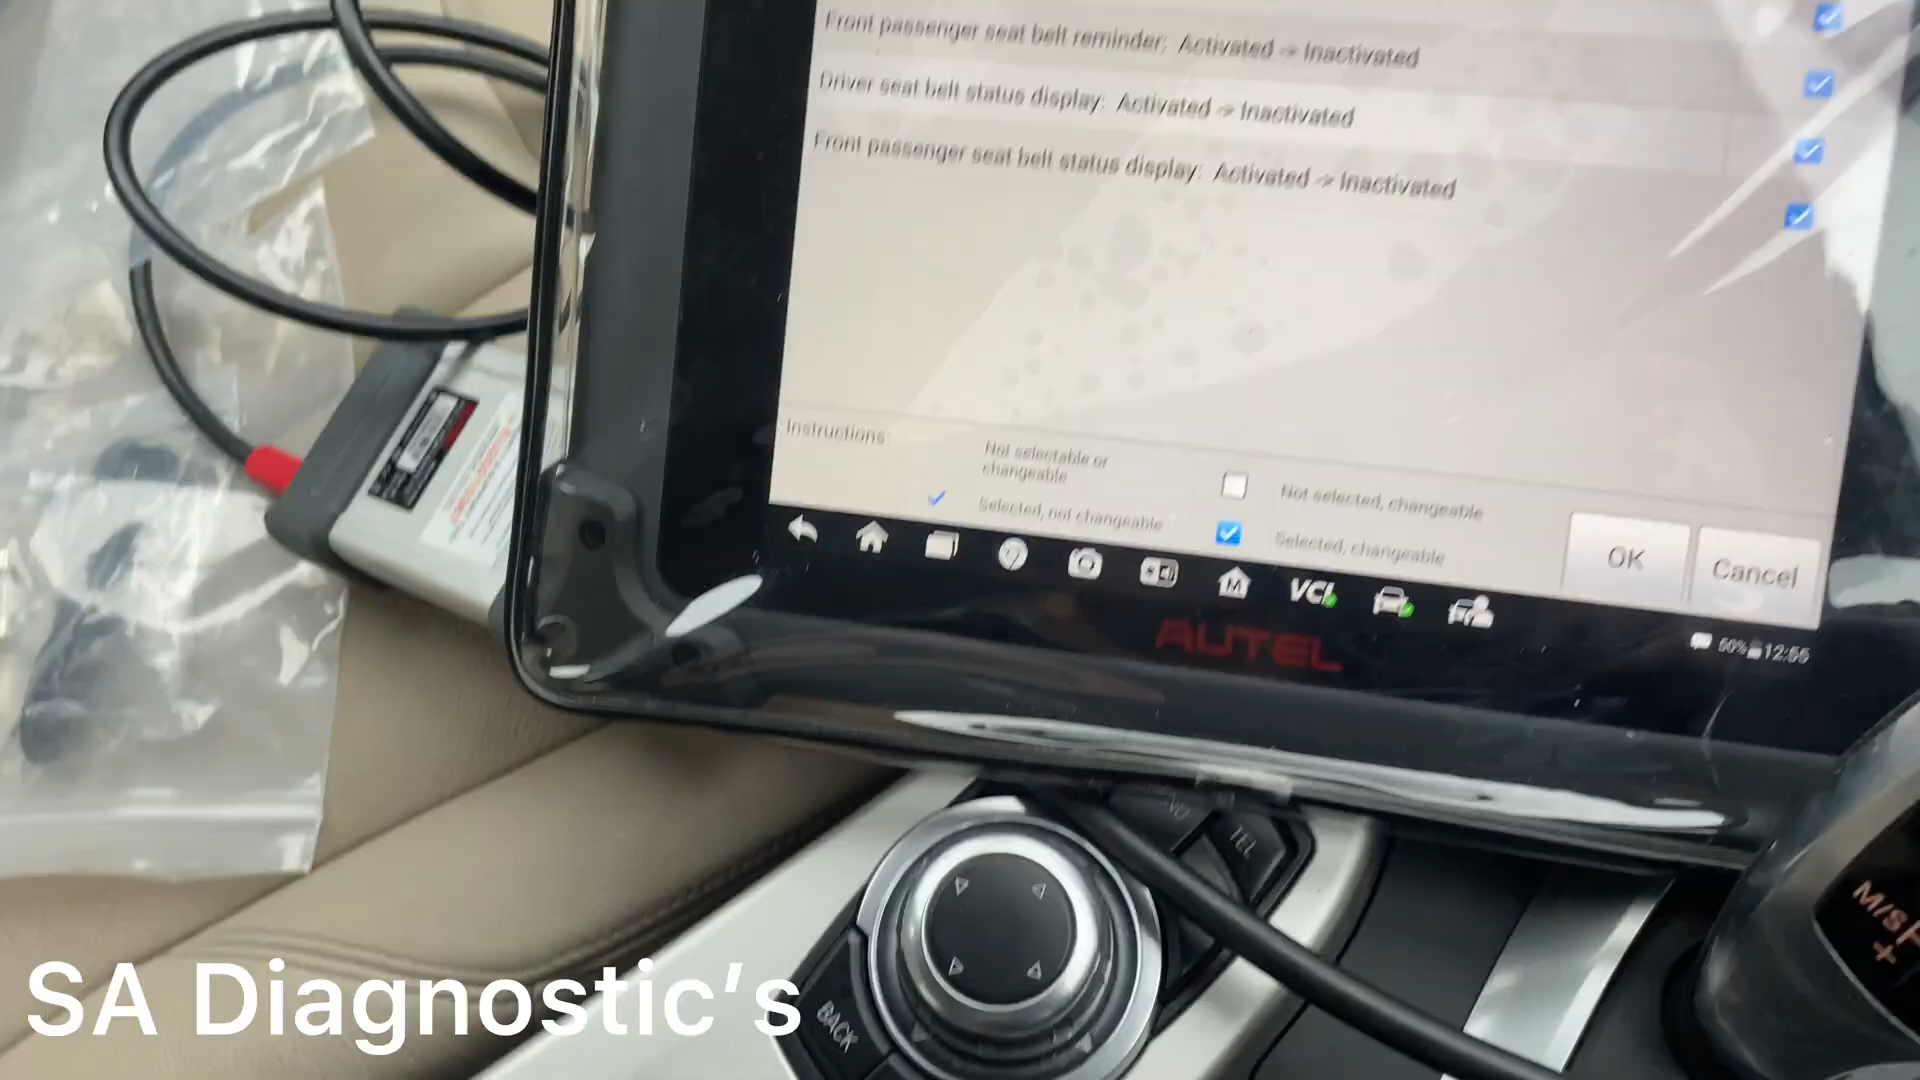 Front passenger seat belt reminder: Activated -> Inactivated
Driver seat belt status display: Activated -> Inactivated
Front passenger seat belt status display: Activated -> Inactivated
Instructions:
Not selectable or
changeable
Not selected, changeable
Selected, not changeable
Selected, changeable
OK
Cancel
M
VCI
AUTEL
50%
12:55
TEL
M/S
+
BACK
SA Diagnostic’s